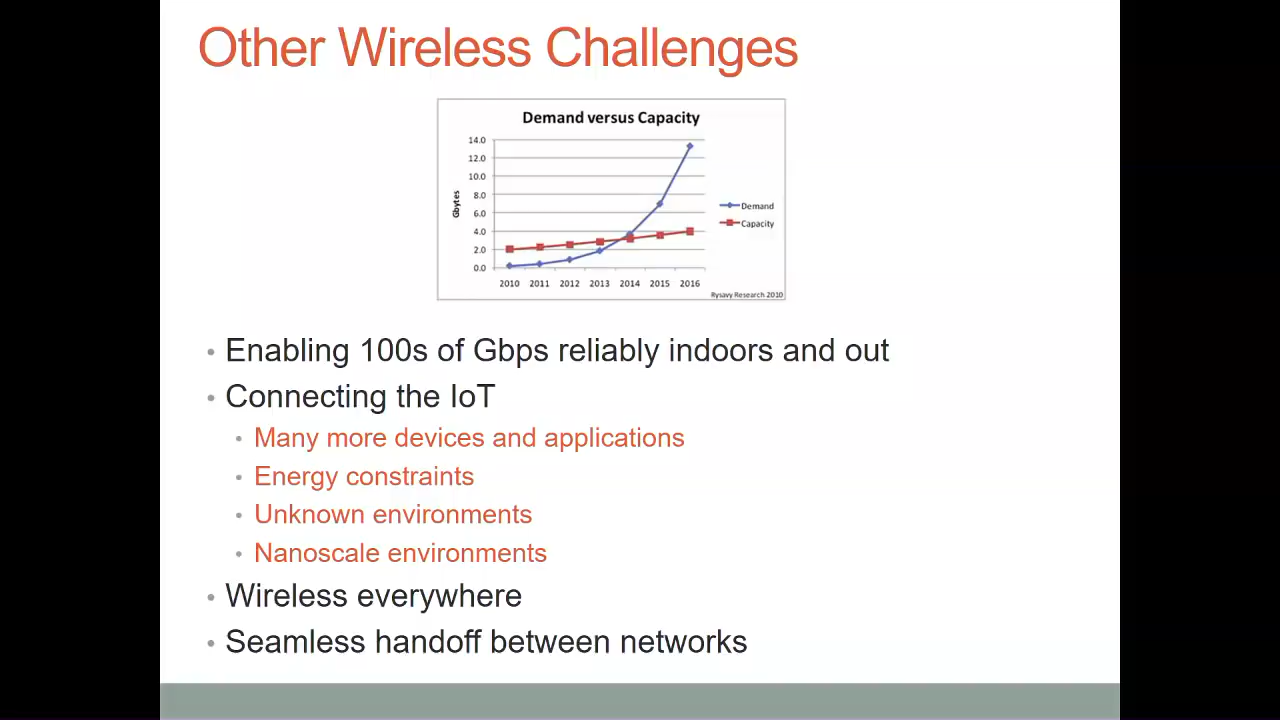 Other Wireless Challenges
Demand versus Capacity
14.0
12.0
10.0
8.0
6.0
4.0
2.0
0.0
Gbytes
2010 2011 2012 2013 2014 2015 2016
Demand
Capacity
Rysavy Research 2010
• Enabling 100s of Gbps reliably indoors and out
• Connecting the IoT
• Many more devices and applications
• Energy constraints
• Unknown environments
• Nanoscale environments
• Wireless everywhere
• Seamless handoff between networks